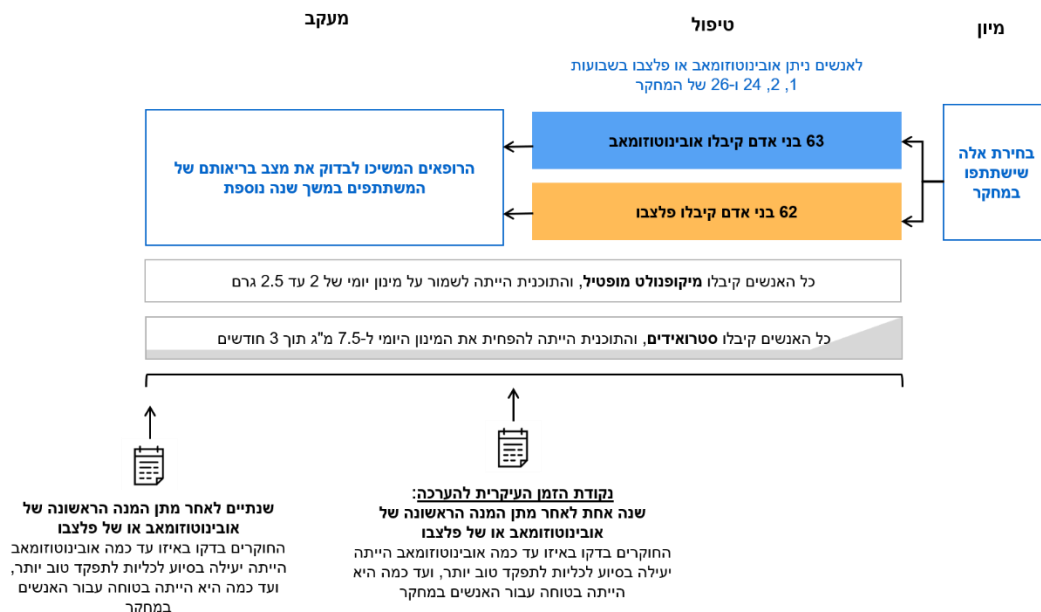 מיון
טיפול
מעקב
לאנשים ניתן אובינוטוזומאב או פלצבו בשבועות
1, 2, 24 ו-26 של המחקר
בחירת אלה
שישתתפו
במחקר
63 בני אדם קיבלו אובינוטוזומאב
62 בני אדם קיבלו פלצבו
הרופאים המשיכו לבדוק את מצב בריאותם של
המשתתפים במשך שנה נוספת
כל האנשים קיבלו מיקופנולט מופטיל, והתוכנית הייתה לשמור על מינון יומי של 2 עד 2.5 גרם
כל האנשים קיבלו סטרואידים, והתוכנית הייתה להפחית את המינון היומי ל-7.5 מ"ג תוך 3 חודשים
נקודת הזמן העיקרית להערכה:
שנה אחת לאחר מתן המנה הראשונה של
אובינוטוזומאב או של פלצבו
החוקרים בדקו באיזו עד כמה אובינוטוזומאב הייתה
יעילה בסיוע לכליות לתפקד טוב יותר, ועד כמה היא
הייתה בטוחה עבור האנשים במחקר
שנתיים לאחר מתן המנה הראשונה של
אובינוטוזומאב או של פלצבו
החוקרים בדקו באיזו עד כמה אובינוטוזומאב
הייתה יעילה בסיוע לכליות לתפקד טוב יותר,
ועד כמה היא הייתה בטוחה עבור האנשים
במחקר